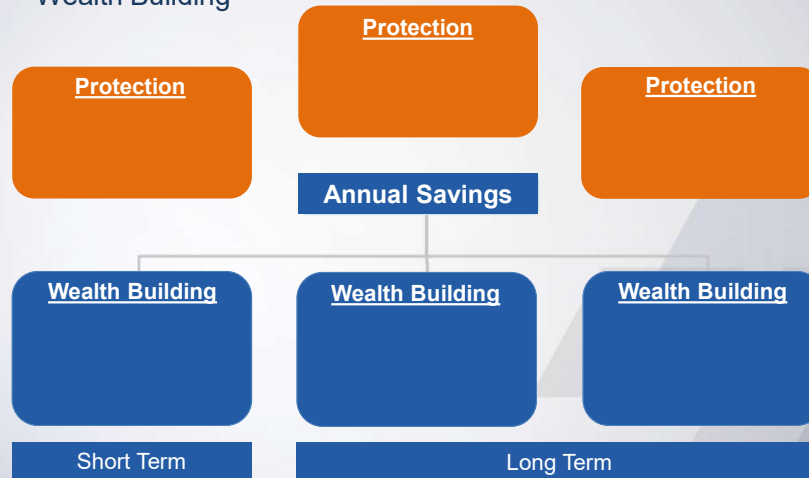 Wealth Building
Protection
Protection
Protection
Annual Savings
Wealth Building
Wealth Building
Wealth Building
Short Term
Long Term